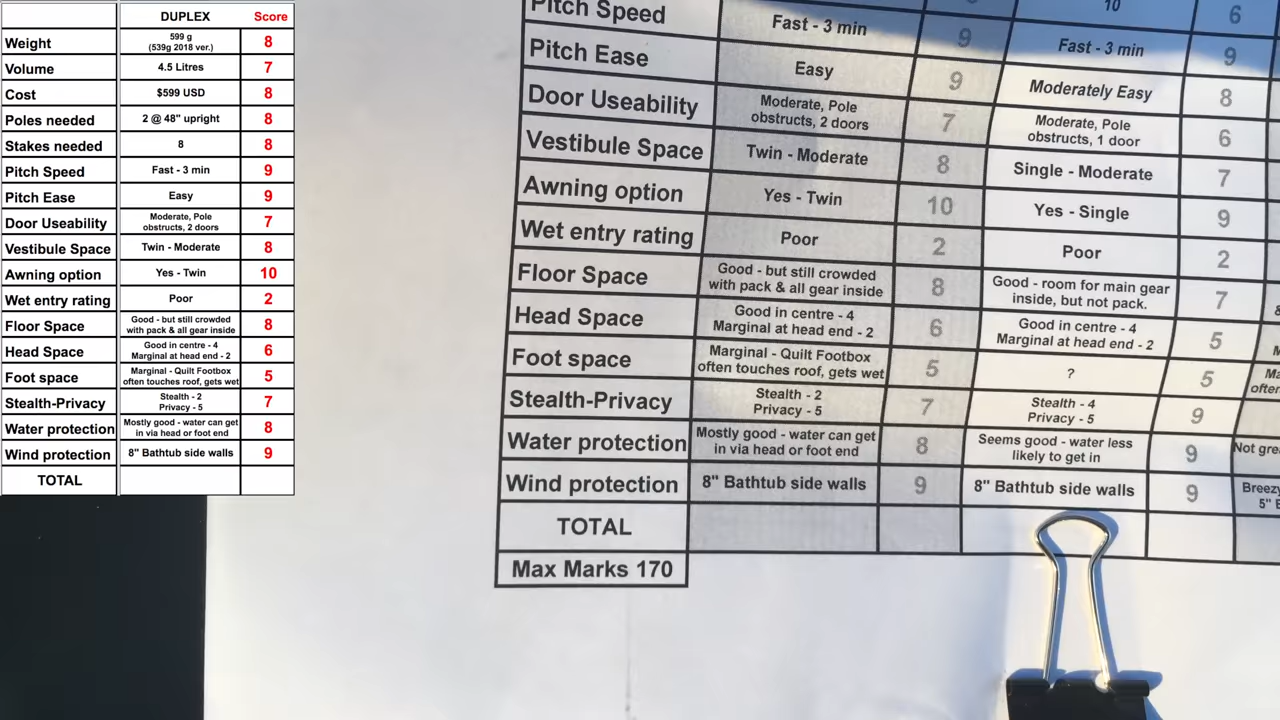 DUPLEX Score
Weight 599 g
(539g 2018 ver.) 8
Volume 4.5 Litres 7
Cost $599 USD 8
Poles needed 2 @ 48" upright 8
Stakes needed 8 8
Pitch Speed Fast - 3 min 9
Pitch Ease Easy 9
Door Useability Moderate, Pole
obstructs, 2 doors 7
Vestibule Space Twin - Moderate 8
Awning option Yes - Twin 10
Wet entry rating Poor 2
Floor Space Good - but still crowded
with pack & all gear inside 8
Head Space Good in centre - 4
Marginal at head end - 2 6
Foot space Marginal - Quilt Footbox
often touches roof, gets wet 5
Stealth-Privacy Stealth - 2
Privacy - 5 7
Water protection Mostly good - water can get
in via head or foot end 8
Wind protection 8" Bathtub side walls 9
TOTAL
10 6
Pitch Speed Fast - 3 min 9 Fast - 3 min 9
Pitch Ease Easy 9 Moderately Easy 8
Door Useability Moderate, Pole
obstructs, 2 doors 7 Moderate, Pole
obstructs, 1 door 6
Vestibule Space Twin - Moderate 8 Single - Moderate 7
Awning option Yes - Twin 10 Yes - Single 9
Wet entry rating Poor 2 Poor 2
Floor Space Good - but still crowded
with pack & all gear inside 8 Good - room for main gear
inside, but not pack. 7
Head Space Good in centre - 4
Marginal at head end - 2 6 Good in centre - 4
Marginal at head end - 2 5
Foot space Marginal - Quilt Footbox
often touches roof, gets wet 5 ? 5
often
Stealth-Privacy Stealth - 2
Privacy - 5 7 Stealth - 4
Privacy - 5 9
Water protection Mostly good - water can get
in via head or foot end 8 Seems good - water less
likely to get in 9 Not
Wind protection 8" Bathtub side walls 9 8" Bathtub side walls 9 Breezy
5"
TOTAL
Max Marks 170